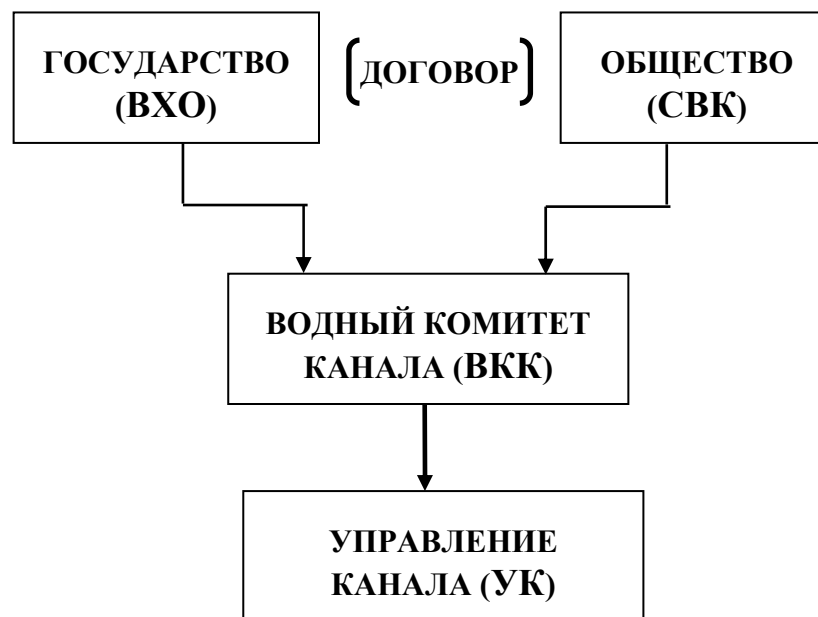 ГОСУДАРСТВО
(ВХО)
(ДОГОВОР)
ОБЩЕСТВО
(СВК)
ВОДНЫЙ КОМИТЕТ
КАНАЛА (ВКК)
УПРАВЛЕНИЕ
КАНАЛА (УК)